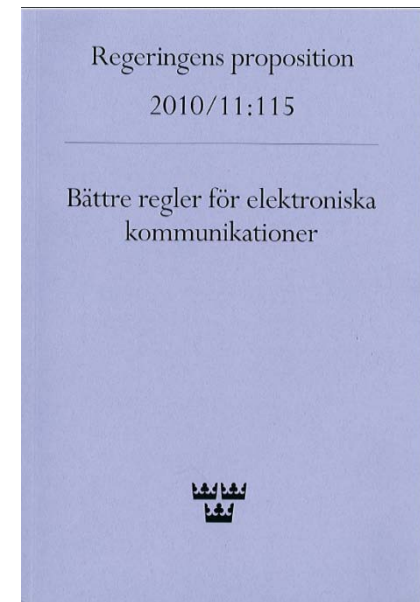 Regeringens proposition
2010/11:115
Bättre regler för elektroniska
kommunikationer